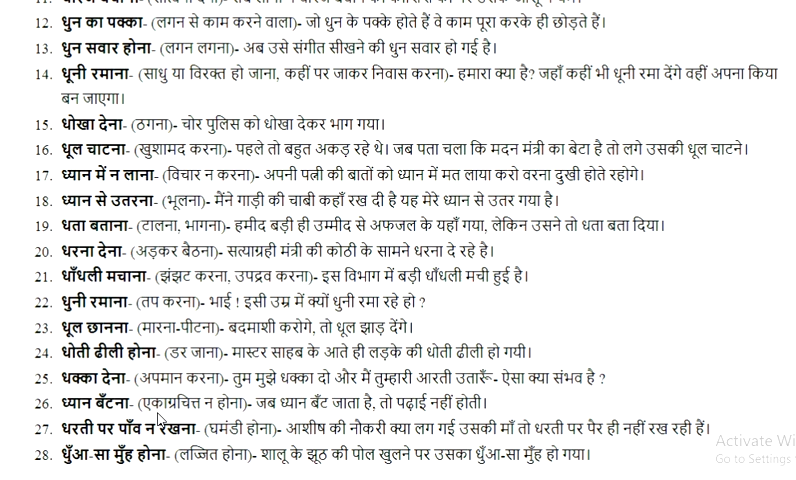 12. धुन का पक्का- (लगन से काम करने वाला)- जो धुन के पक्के होते हैं वे काम पूरा करके ही छोड़ते हैं।
13. धुन सवार होना- (लगन लगना)- अब उसे संगीत सीखने की धुन सवार हो गई है।
14. धूनी रमाना- (साधु या विरक्त हो जाना, कहीं पर जाकर निवास करना)- हमारा क्या है? जहाँ कहीं भी धूनी रमा देंगे वहीं अपना किया
बन जाएगा।
15. धोखा देना- (ठगना)- चोर पुलिस को धोखा देकर भाग गया।
16. धूल चाटना- (खुशामद करना)- पहले तो बहुत अकड़ रहे थे। जब पता चला कि मदन मंत्री का बेटा है तो लगे उसकी धूल चाटने।
17. ध्यान में न लाना- (विचार न करना)- अपनी पत्नी की बातों को ध्यान में मत लाया करो वरना दुखी होते रहोगे।
18. ध्यान से उतरना- (भूलना)- मैंने गाड़ी की चाबी कहाँ रख दी है यह मेरे ध्यान से उतर गया है।
19. धता बताना- (टालना, भागना)- हमीद बड़ी ही उम्मीद से अफजल के यहाँ गया, लेकिन उसने तो धता बता दिया।
20. धरना देना- (अड़कर बैठना)- सत्याग्रही मंत्री की कोठी के सामने धरना दे रहे है।
21. धाँधली मचाना- (झंझट करना, उपद्रव करना)- इस विभाग में बड़ी धाँधली मची हुई है।
22. धुनी रमाना- (तप करना)- भाई ! इसी उम्र में क्यों धुनी रमा रहे हो ?
23. धूल छानना- (मारना-पीटना)- बदमाशी करोगे, तो धूल झाड़ देंगे।
24. धोती ढीली होना- (डर जाना)- मास्टर साहब के आते ही लड़के की धोती ढीली हो गयी।
25. धक्का देना- (अपमान करना)- तुम मुझे धक्का दो और मैं तुम्हारी आरती उतारूँ- ऐसा क्या संभव है ?
26. ध्यान बँटना- (एकाग्रचित्त न होना)- जब ध्यान बँट जाता है, तो पढ़ाई नहीं होती।
27. धरती पर पाँव न रखना- (घमंडी होना)- आशीष की नौकरी क्या लग गई उसकी माँ तो धरती पर पैर ही नहीं रख रही हैं।
28. धुँआ-सा मुँह होना- (लज्जित होना)- शालू के झूठ की पोल खुलने पर उसका धुँआ-सा मुँह हो गया।
Activate Wi
Go to Settings